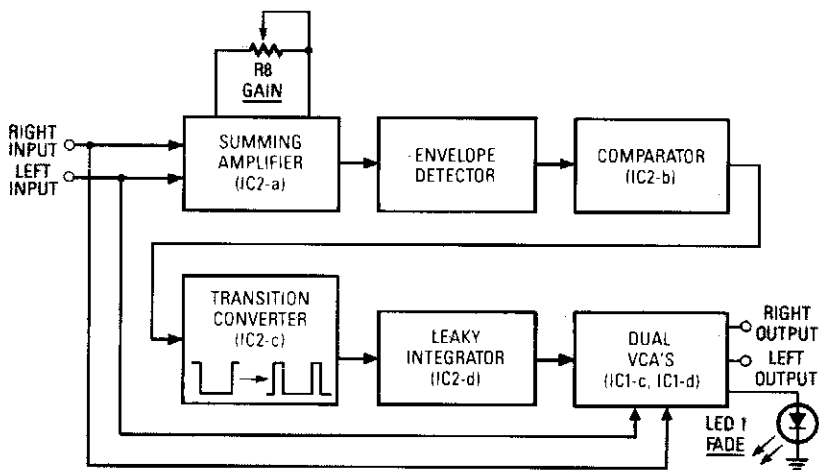 R8
GAIN
RIGHT
INPUT
LEFT
INPUT
SUMMING
AMPLIFIER
(IC2-a)
ENVELOPE
DETECTOR
COMPARATOR
(IC2-b)
TRANSITION
CONVERTER
(IC2-c)
LEAKY
INTEGRATOR
(IC2-d)
DUAL
VCA'S
(IC1-c, IC1-d)
RIGHT
OUTPUT
LEFT
OUTPUT
LED 1
FADE